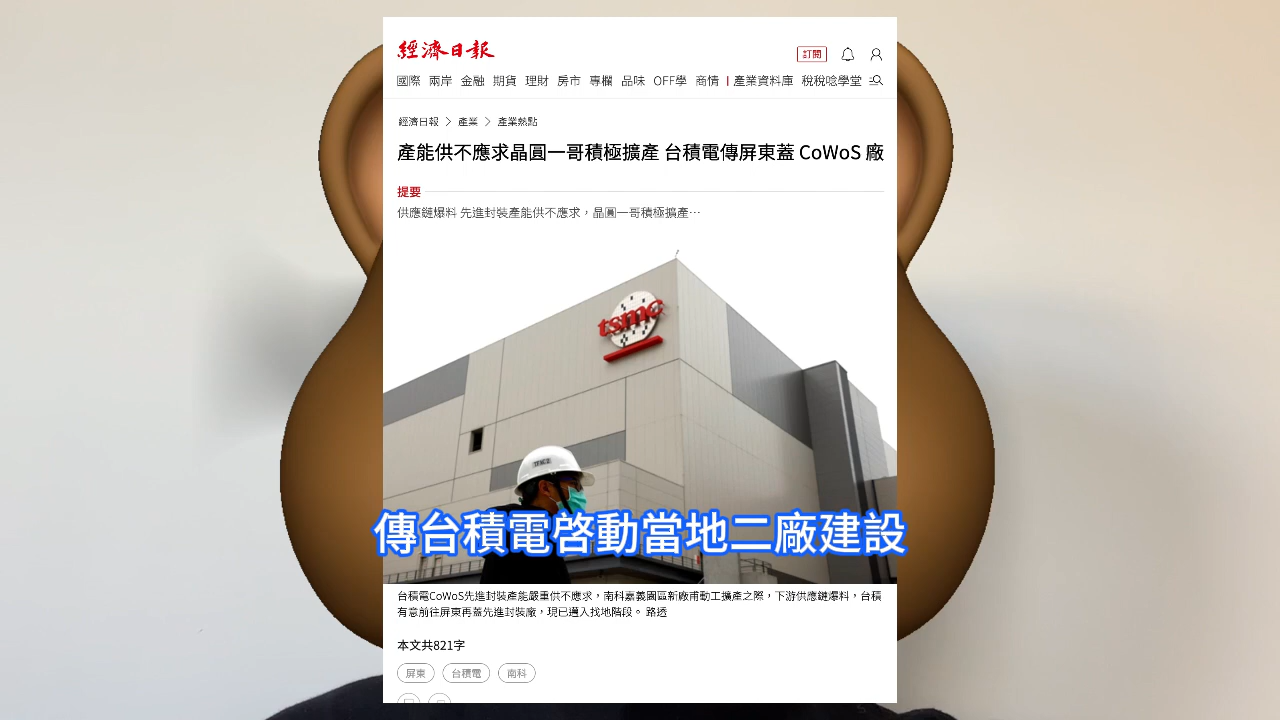 經濟日報
訂閱
國際 兩岸 金融 期貨 理財 房市 專欄 品味 OFF學 商情 產業資料庫 稅稅唸學堂
經濟日報 > 產業 > 產業熱點
產能供不應求晶圓一哥積極擴產 台積電傳屏東蓋 CoWoS 廠
提要
供應鏈爆料 先進封裝產能供不應求，晶圓一哥積極擴產…
tsmc
傳台積電啓動當地二廠建設
台積電CoWoS先進封裝產能嚴重供不應求，南科嘉義園區新廠甫動工擴產之際，下游供應鏈爆料，台積
有意前往屏東再蓋先進封裝廠，現已邁入找地階段。 路透
本文共821字
屏東 台積電 南科